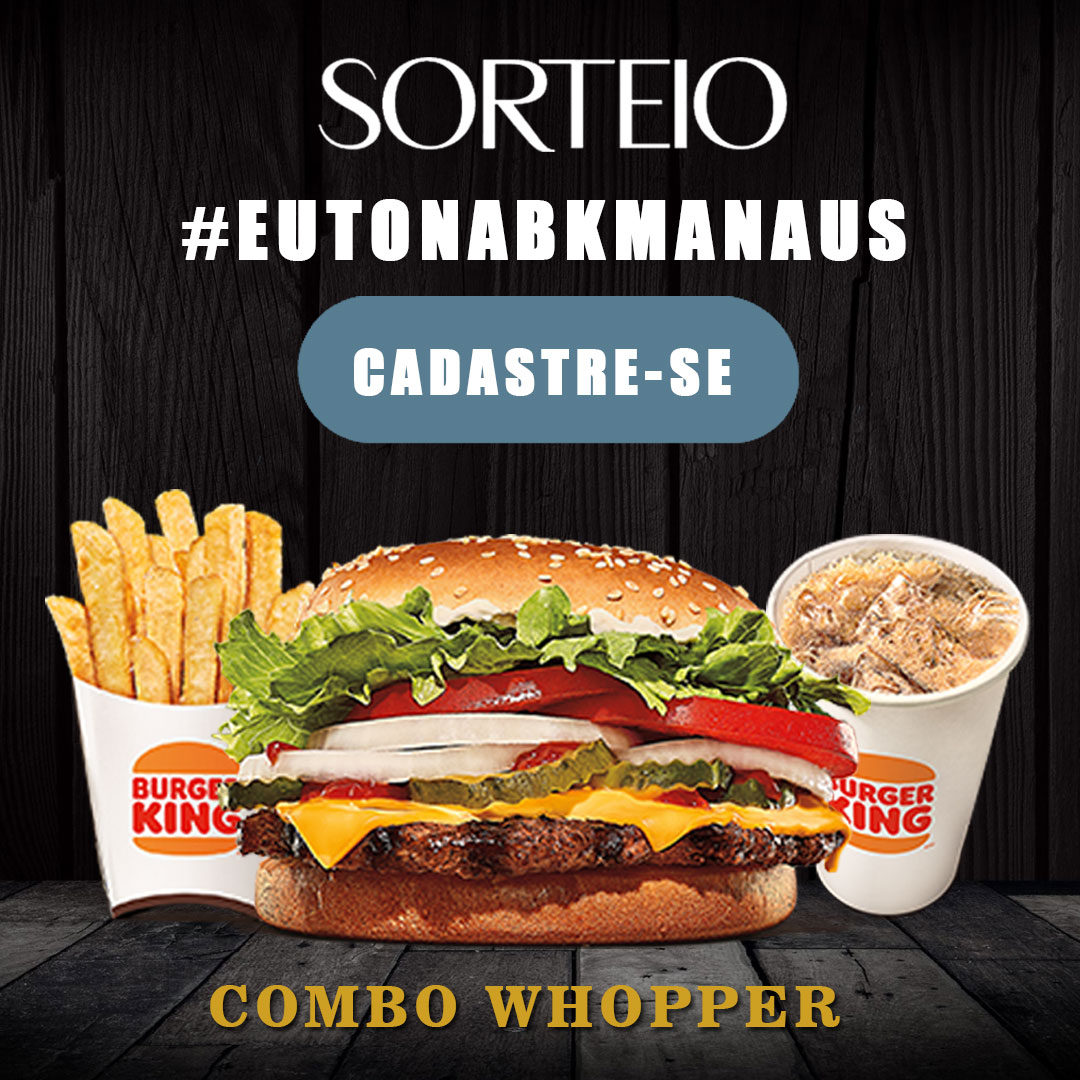 SORTEIO
#EUTONABKMANAUS
CADASTRE-SE
BURGER
KING
BURGER
KING
COMBO WHOPPER